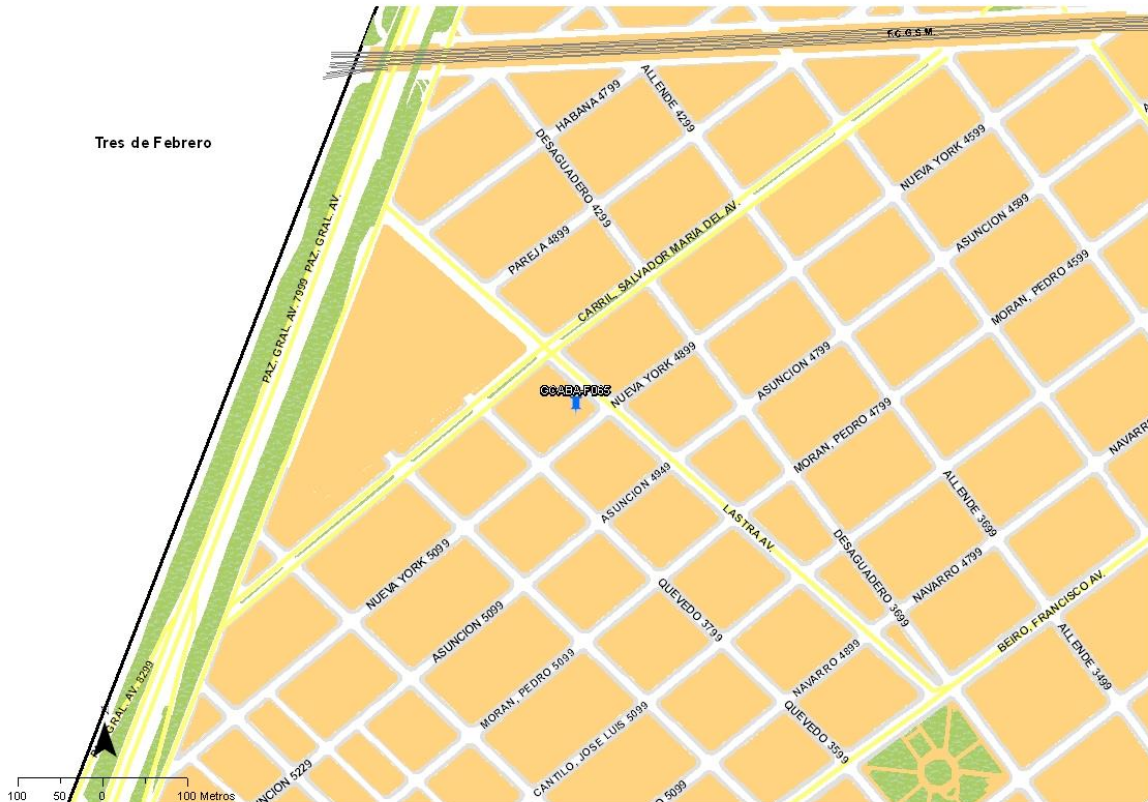 F.C.G.S.M.
HABANA 4799
ALLENDE 4299
Tres de Febrero
DESAGUADERO 4299
NUEVA YORK 4599
ASUNCION 4599
PAREJA 4899
CARRIL, SALVADOR MARIA DEL AV.
MORAN, PEDRO 4599
PAZ, GRAL. AV.
PAZ, GRAL. AV. 7999
GCABA-F065
NUEVA YORK 4899
ASUNCION 4799
MORAN, PEDRO 4799
NAVARRO
ASUNCION 4949
LASTRA AV.
ALLENDE 3699
DESAGUADERO 3699
NAVARRO 4799
NUEVA YORK 5099
ASUNCION 5099
QUEVEDO 3799
BEIRO, FRANCISCO AV.
ALLENDE 3499
NAVARRO 4899
MORAN, PEDRO 5099
QUEVEDO 3599
GRAL. AV. 8299
CANTILO, JOSE LUIS 5099
NCION 5229
O 5099
100 50 0 100 Metros